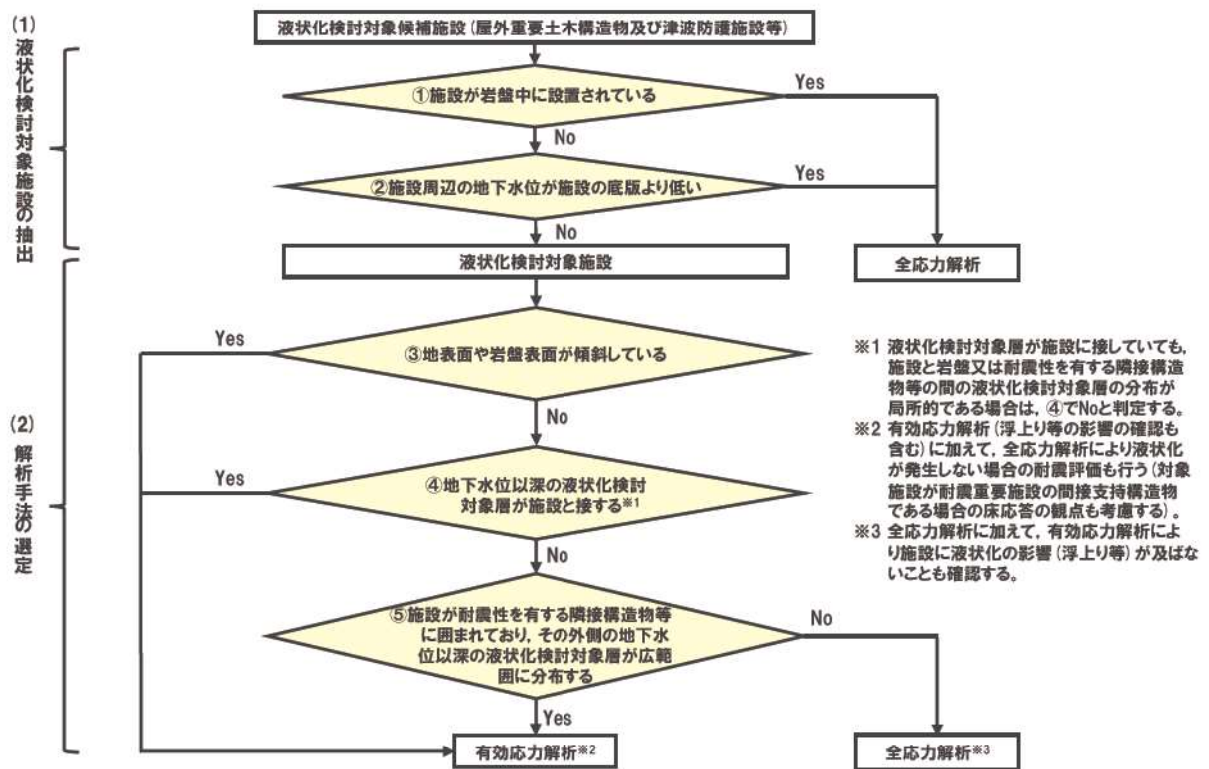 (1)
液状化検討対象施設の抽出
液状化検討対象候補施設(屋外重要土木構造物及び津波防護施設等)
①施設が岩盤中に設置されている
Yes
No
②施設周辺の地下水位が施設の底版より低い
Yes
No
液状化検討対象施設
全応力解析
(2)
解析手法の選定
③地表面や岩盤表面が傾斜している
Yes
No
④地下水位以深の液状化検討
対象層が施設と接する※1
Yes
No
⑤施設が耐震性を有する隣接構造物等
に囲まれており,その外側の地下水
位以深の液状化検討対象層が広範
囲に分布する
No
Yes
有効応力解析※2
全応力解析※3
※1 液状化検討対象層が施設に接していても,
施設と岩盤又は耐震性を有する隣接構造
物等の間の液状化検討対象層の分布が
局所的である場合は,④でNoと判定する。
※2 有効応力解析(浮上り等の影響の確認も
含む)に加えて,全応力解析により液状化
が発生しない場合の耐震評価も行う(対象
施設が耐震重要施設の間接支持構造物
である場合の床応答の観点も考慮する)。
※3 全応力解析に加えて,有効応力解析によ
り施設に液状化の影響(浮上り等)が及ばな
いことも確認する。